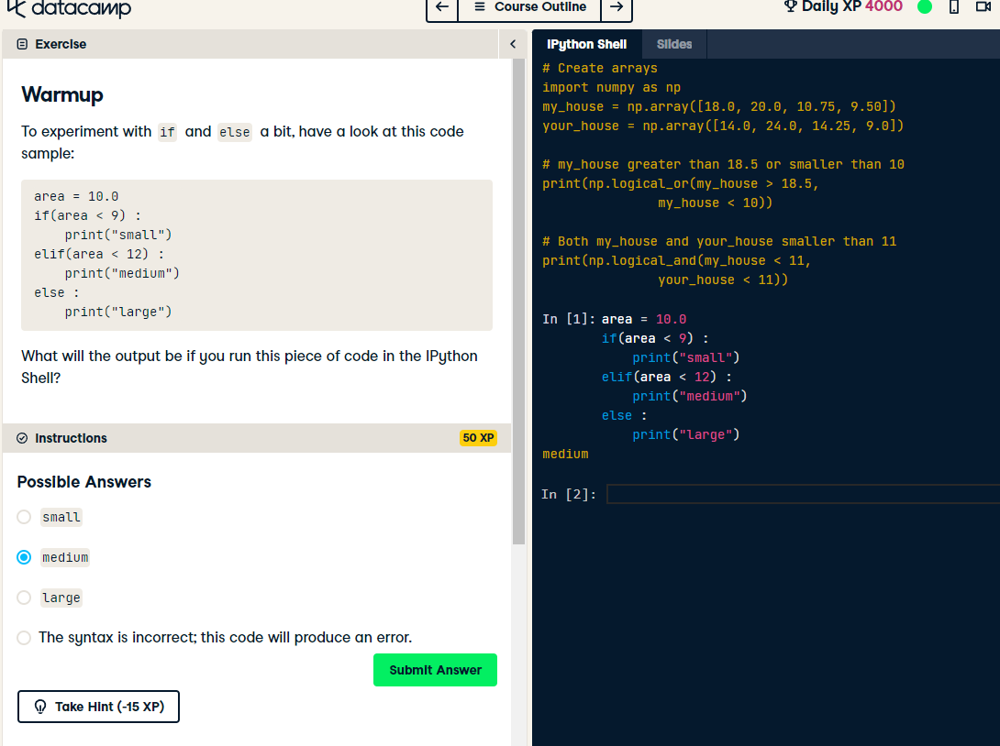 datacamp
Course Outline
Daily XP 4000
Exercise
Warmup
To experiment with if and else a bit, have a look at this code
sample:
area = 10.0
if(area < 9) :
    print("small")
elif(area < 12) :
    print("medium")
else :
    print("large")
What will the output be if you run this piece of code in the IPython
Shell?
Instructions
50 XP
Possible Answers
small
medium
large
The syntax is incorrect; this code will produce an error.
Submit Answer
Take Hint (-15 XP)
IPython Shell
Slides
# Create arrays
import numpy as np
my_house = np.array([18.0, 20.0, 10.75, 9.50])
your_house = np.array([14.0, 24.0, 14.25, 9.0])
# my_house greater than 18.5 or smaller than 10
print(np.logical_or(my_house > 18.5,
               my_house < 10))
# Both my_house and your_house smaller than 11
print(np.logical_and(my_house < 11,
               your_house < 11))
In [1]: area = 10.0
        if(area < 9) :
            print("small")
        elif(area < 12) :
            print("medium")
        else :
            print("large")
medium
In [2]: